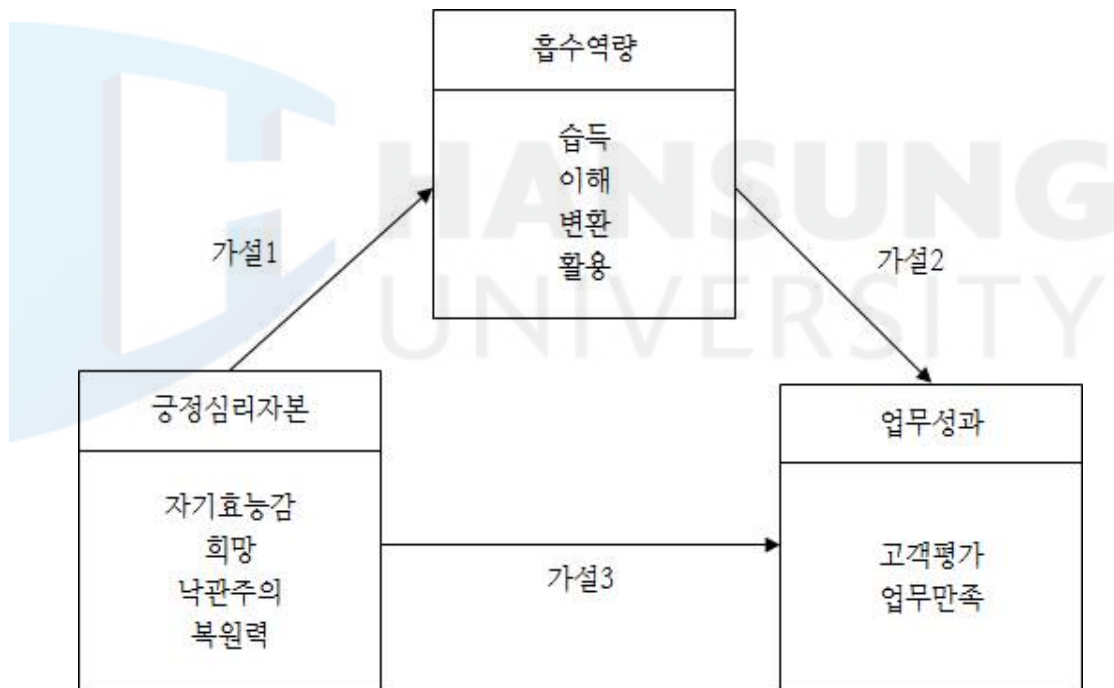 흡수역량
습득
이해
변환
활용
HANSUNG
UNIVERSITY
가설1
가설2
긍정심리자본
자기효능감
희망
낙관주의
복원력
가설3
업무성과
고객평가
업무만족